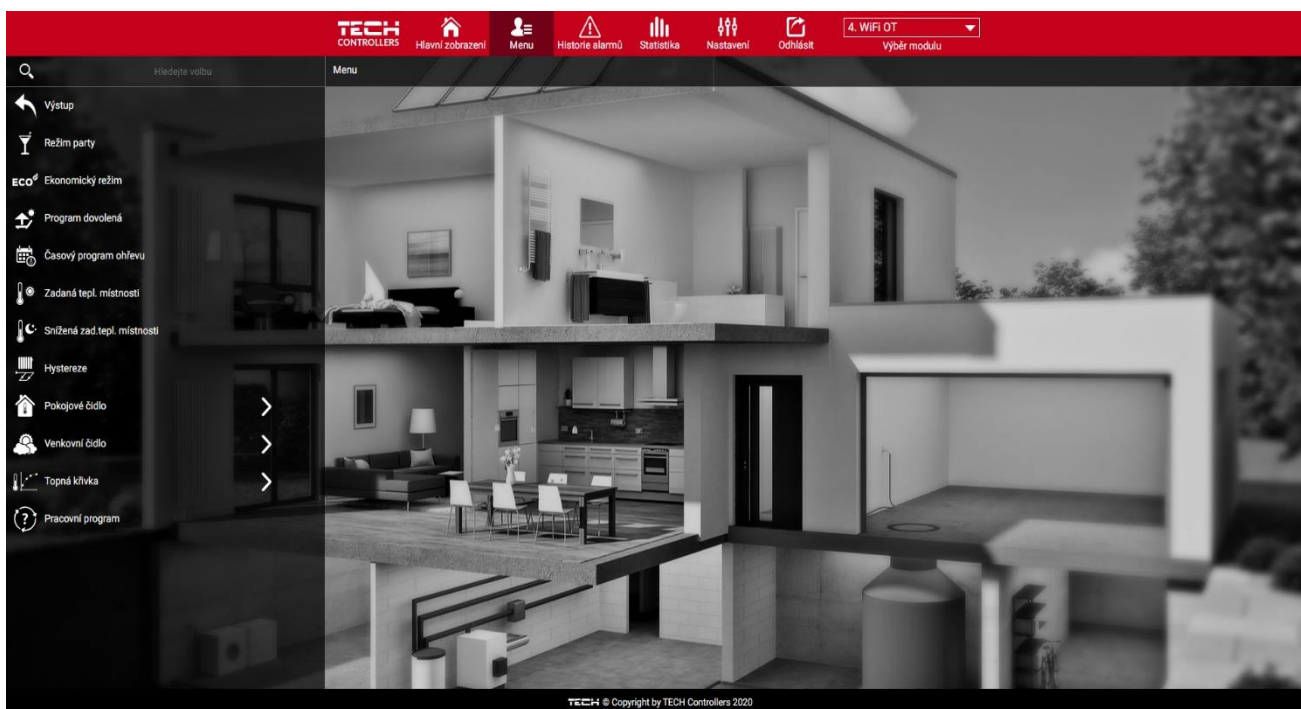 TECH
CONTROLLERS
Hlavní zobrazení
Menu
Historie alarmů
Statistika
Nastavení
Odhlásit
4. WiFi OT
Výběr modulu
Hledejte volbu
Menu
Výstup
Režim party
ECO Ekonomický režim
Program dovolená
Časový program ohřevu
Zadaná tepl. místnosti
Snížená zad.tepl. místnosti
Hystereze
Pokojové čidlo
Venkovní čidlo
Topná křivka
? Pracovní program
TECH © Copyright by TECH Controllers 2020